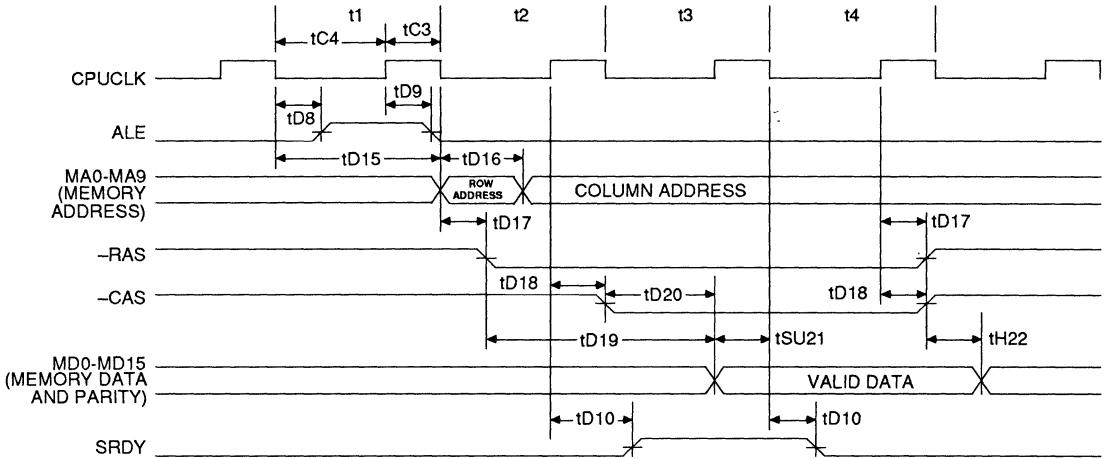 t1 t2 t3 t4
tC4 tC3
CPUCLK
tD8 tD9
ALE
tD15 tD16
MA0-MA9
(MEMORY
ADDRESS)
ROW
ADDRESS
COLUMN ADDRESS
tD17 tD17
~RAS
tD18 tD20 tD18
~CAS
tD19 tSU21 tH22
MD0-MD15
(MEMORY DATA
AND PARITY)
VALID DATA
tD10 tD10
SRDY